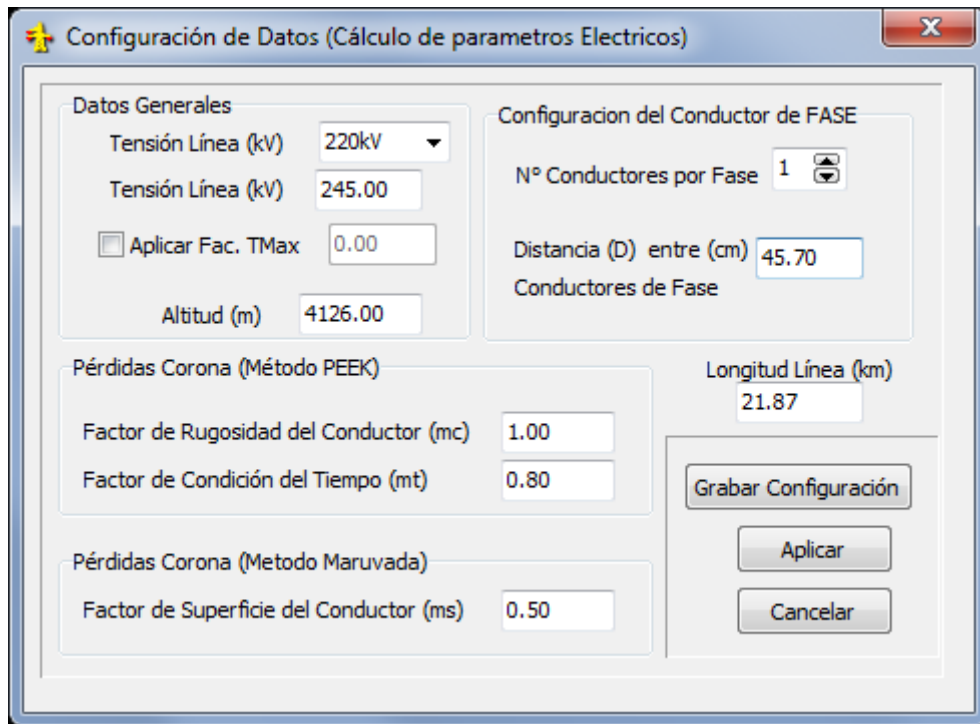 Configuración de Datos (Cálculo de parametros Electricos)
Datos Generales
Tensión Línea (kV) 220kV
Tensión Línea (kV) 245.00
Aplicar Fac. TMax 0.00
Altitud (m) 4126.00
Configuracion del Conductor de FASE
Nº Conductores por Fase 1
Distancia (D) entre (cm) 45.70
Conductores de Fase
Pérdidas Corona (Método PEEK)
Factor de Rugosidad del Conductor (mc) 1.00
Factor de Condición del Tiempo (mt) 0.80
Longitud Línea (km)
21.87
Pérdidas Corona (Metodo Maruvada)
Factor de Superficie del Conductor (ms) 0.50
Grabar Configuración
Aplicar
Cancelar